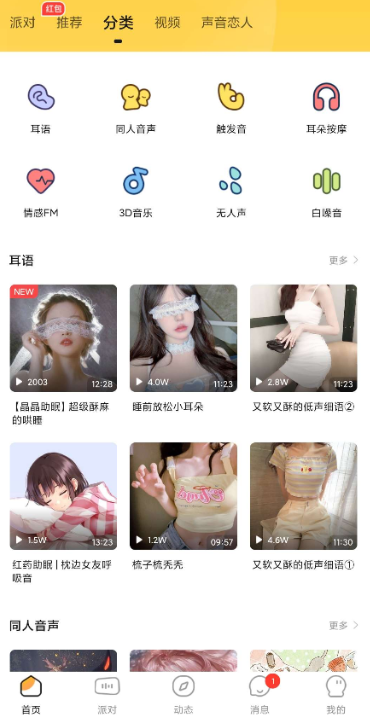 红包
派对 推荐 分类 视频 声音恋人
耳语 同人音声 触发音 耳朵按摩
情感FM 3D音乐 无人声 白噪音
耳语 更多
NEW
2003 12:28
4.0W 11:23
2.8W 11:23
【晶晶助眠】超级酥麻
的哄睡
睡前放松小耳朵
又软又酥的低声细语②
1.5W 13:23
1.2W 09:57
4.6W 11:30
红药助眠 | 枕边女友呼
吸音
梳子梳秃秃
又软又酥的低声细语①
同人音声 更多
1
首页 派对 动态 消息 我的